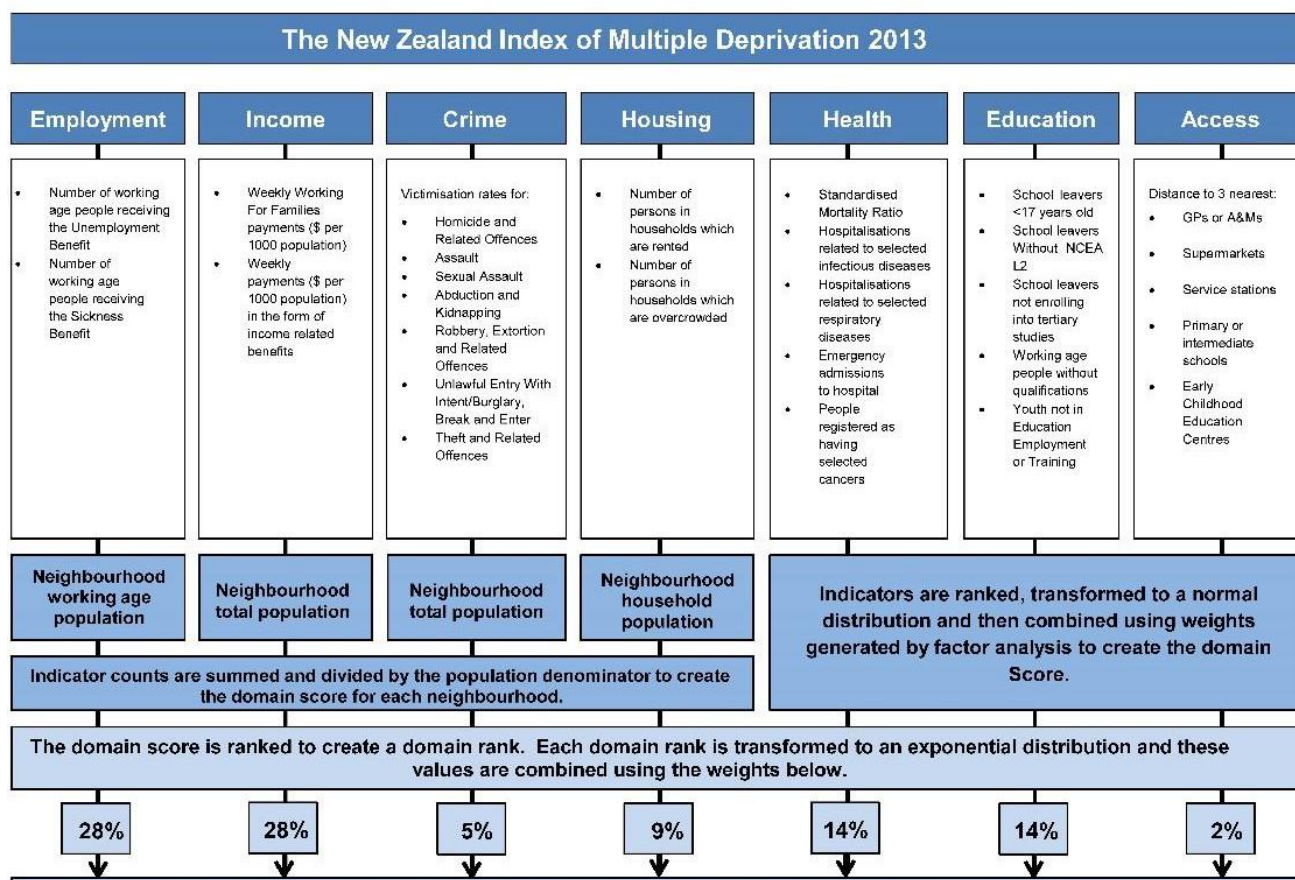 The New Zealand Index of Multiple Deprivation 2013
Employment
Income
Crime
Housing
Health
Education
Access
• Number of working
age people receiving
the Unemployment
Benefit
• Number of
working age
people receiving
the Sickness
Benefit
• Weekly Working
For Families
payments ($ per
1000 population)
• Weekly
payments ($ per
1000 population)
in the form of
income related
benefits
Victimisation rates for:
• Homicide and
Related Offences
• Assault
• Sexual Assault
• Abduction and
Kidnapping
• Robbery, Extortion
and Related
Offences
• Unlawful Entry With
Intent/Burglary,
Break and Enter
• Theft and Related
Offences
• Number of
persons in
households which
are rented
• Number of
persons in
households which
are overcrowded
• Standardised
Mortality Ratio
• Hospitalisations
related to selected
infectious diseases
• Hospitalisations
related to selected
respiratory
diseases
• Emergency
admissions
to hospital
• People
registered as
having
selected
cancers
• School leavers
<17 years old
• School leavers
Without NCEA
L2
• School leavers
not enrolling
into tertiary
studies
• Working age
people without
qualifications
• Youth not in
Education
Employment
or Training
Distance to 3 nearest:
• GPs or A&Ms
• Supermarkets
• Service stations
• Primary or
intermediate
schools
• Early
Childhood
Education
Centres
Neighbourhood
working age
population
Neighbourhood
total population
Neighbourhood
total population
Neighbourhood
household
population
Indicators are ranked, transformed to a normal
distribution and then combined using weights
generated by factor analysis to create the domain
Score.
Indicator counts are summed and divided by the population denominator to create
the domain score for each neighbourhood.
The domain score is ranked to create a domain rank. Each domain rank is transformed to an exponential distribution and these
values are combined using the weights below.
28%
28%
5%
9%
14%
14%
2%